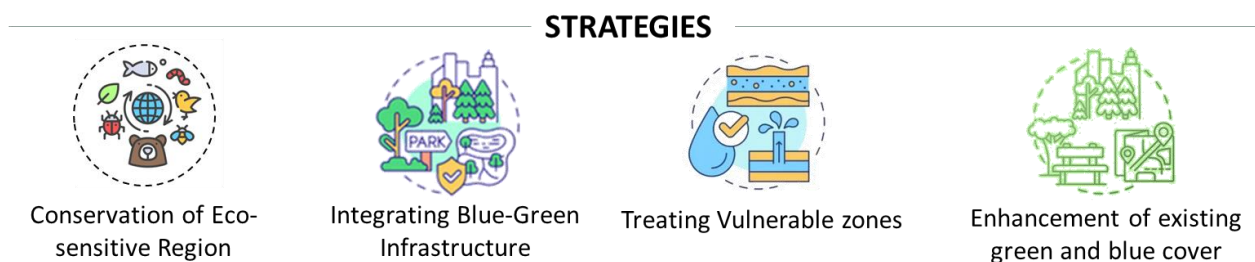 STRATEGIES
PARK
Conservation of Eco-
sensitive Region
Integrating Blue-Green
Infrastructure
Treating Vulnerable zones
Enhancement of existing
green and blue cover